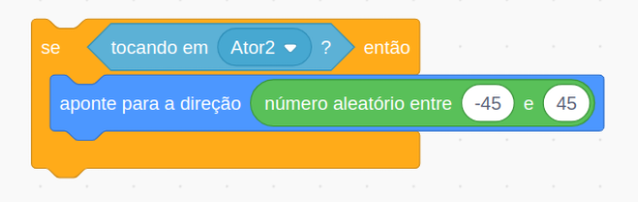 se tocando em Ator2 ? então
aponte para a direção número aleatório entre -45 e 45